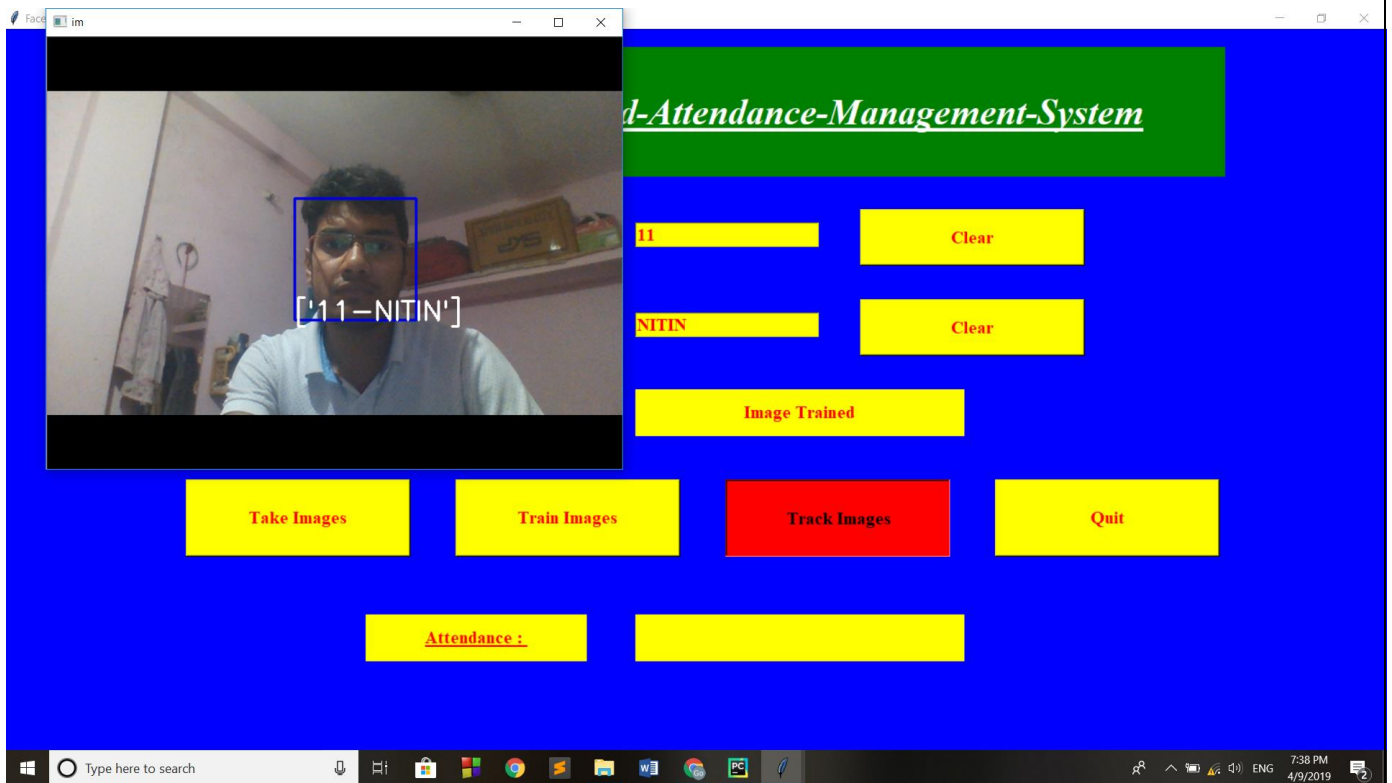 Face
im
d-Attendance-Management-System
11
Clear
['11-NITIN']
NITIN
Clear
Image Trained
Take Images
Train Images
Track Images
Quit
Attendance :
Type here to search
ENG
7:38 PM
4/9/2019
2